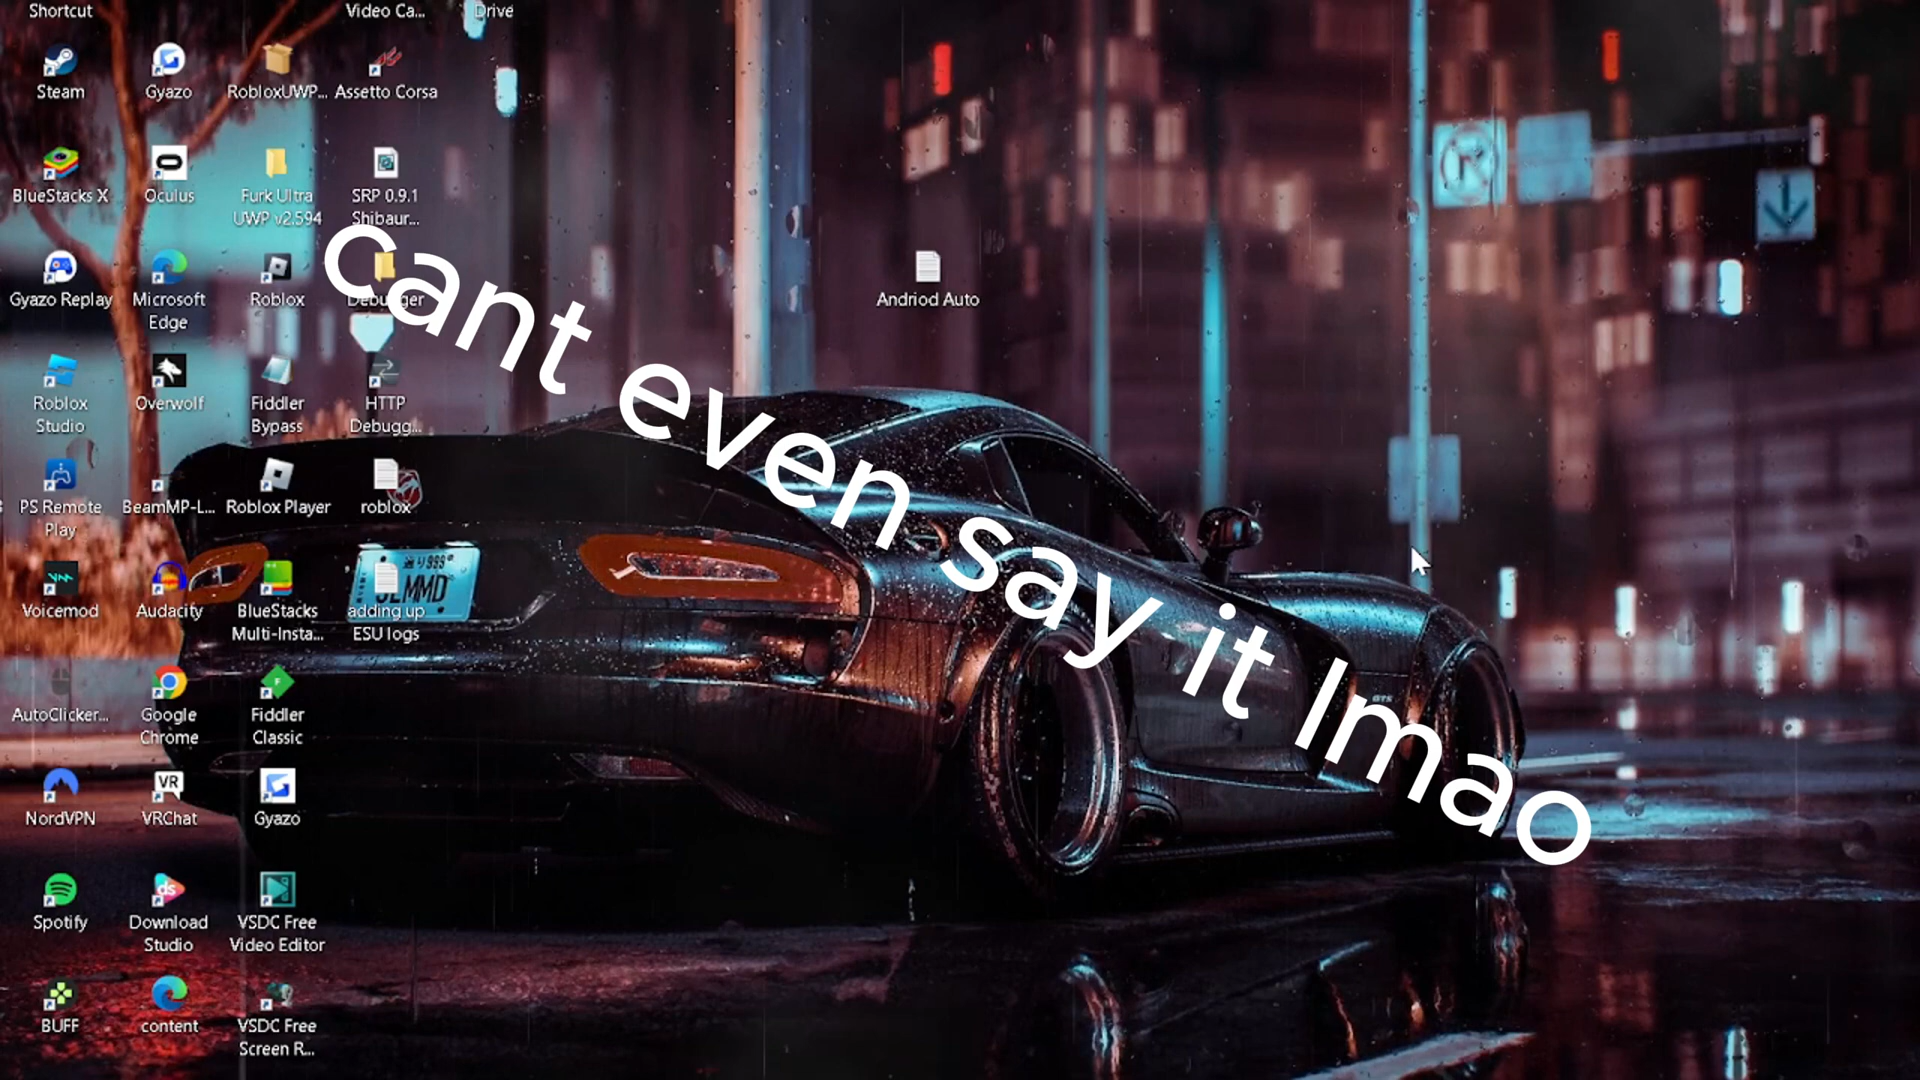 Shortcut
Video Ca...
Drive
Steam
Gyazo
RobloxUWP...
Assetto Corsa
BlueStacks X
Oculus
Furk Ultra
UWP v2.594
SRP 0.9.1
Shibaur...
Gyazo Replay
Microsoft
Edge
Roblox
Debugger
Andriod Auto
Roblox
Studio
Overwolf
Fiddler
Bypass
HTTP
Debugg...
PS Remote
Play
BeamMP-L...
Roblox Player
roblox
Voicemod
Audacity
BlueStacks
Multi-Insta...
adding up
ESU logs
AutoClicker...
Google
Chrome
Fiddler
Classic
NordVPN
VR
VRChat
Gyazo
Spotify
ds
Download
Studio
VSDC Free
Video Editor
BUFF
content
VSDC Free
Screen R...
cant even say it lmao